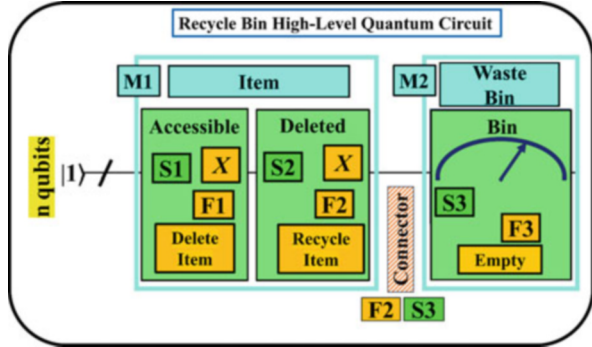 Recycle Bin High-Level Quantum Circuit
M1
Item
M2
Waste
Bin
Accessible
Deleted
Bin
n qubits
|1⟩
S1
X
S2
X
S3
F1
F2
F3
Delete
Item
Recycle
Item
Empty
Connector
F2
S3